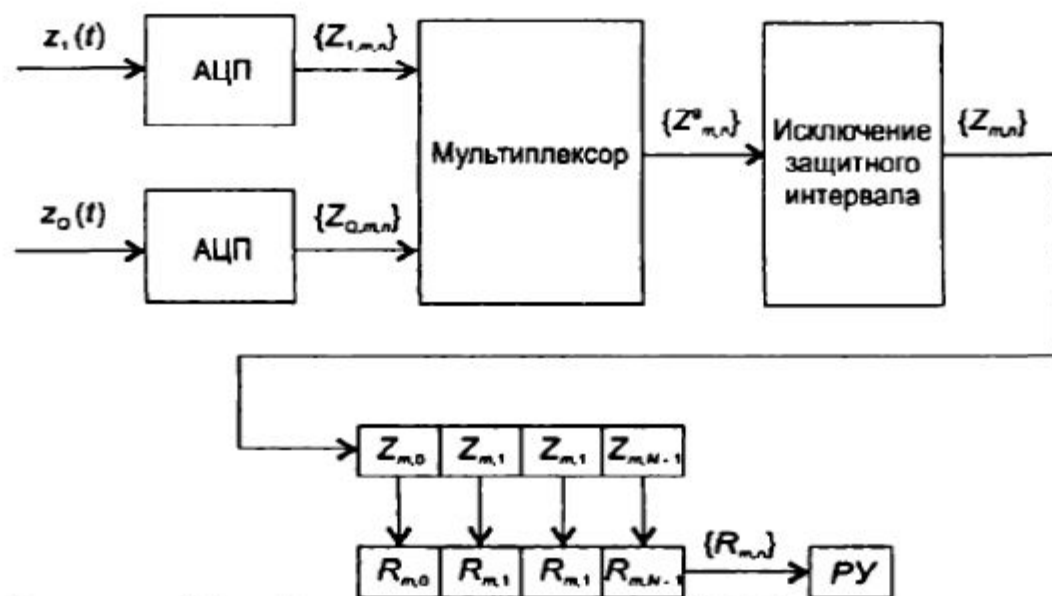 z₁(t)
АЦП
{Z₁,m,n}
Мультиплексор
{Zᵍm,n}
Исключение
защитного
интервала
{Zm,n}
zQ(t)
АЦП
{ZQ,m,n}
Zm,0 Zm,1 Zm,1 Zm,N-1
Rm,0 Rm,1 Rm,1 Rm,N-1
{Rm,n}
РУ